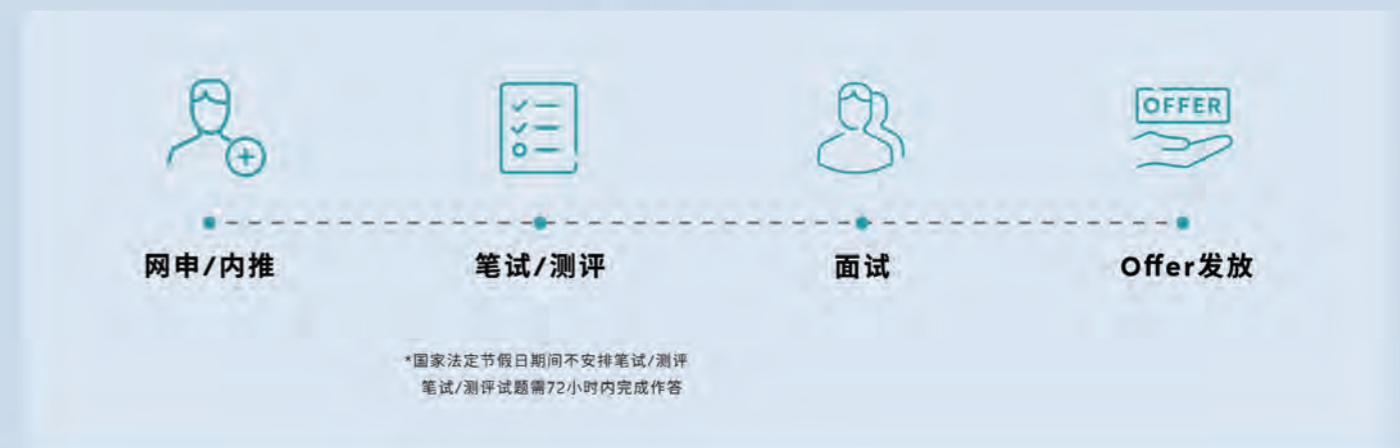 OFFER
网申/内推
笔试/测评
面试
Offer发放
*国家法定节假日期间不安排笔试/测评
笔试/测评试题需72小时内完成作答